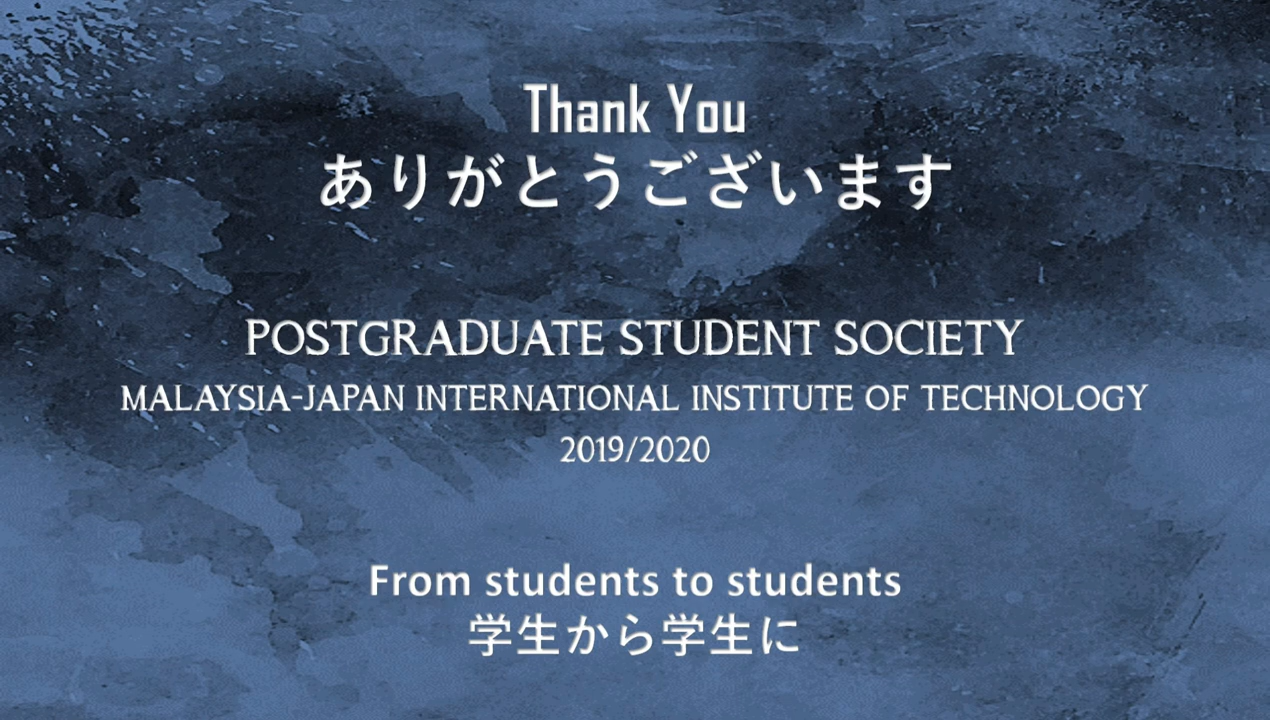 Thank You
ありがとうございます
POSTGRADUATE STUDENT SOCIETY
MALAYSIA-JAPAN INTERNATIONAL INSTITUTE OF TECHNOLOGY
2019/2020
From students to students
学生から学生に